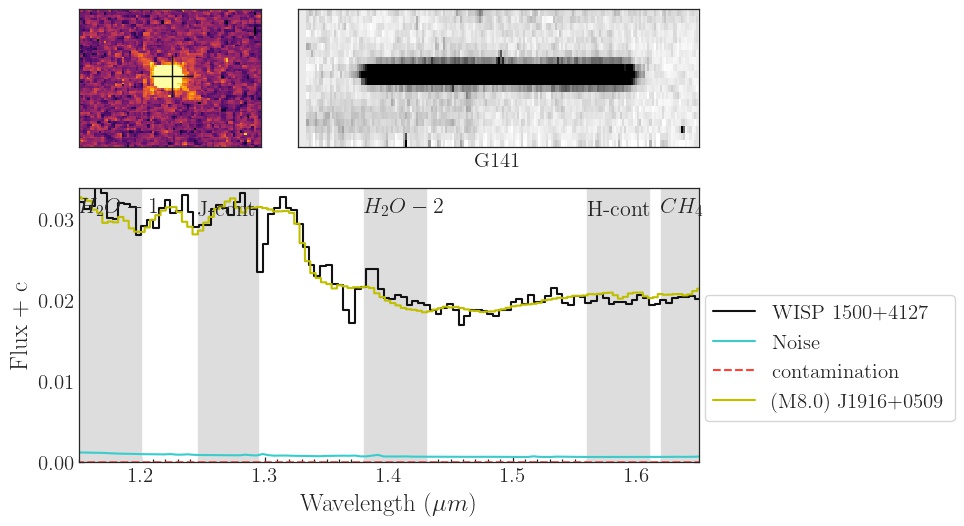 G141
H₂O − 1
J-cont
H₂O − 2
H-cont
CH₄
0.03
0.02
0.01
0.00
Flux + c
1.2
1.3
1.4
1.5
1.6
Wavelength (μm)
WISP 1500+4127
Noise
contamination
(M8.0) J1916+0509